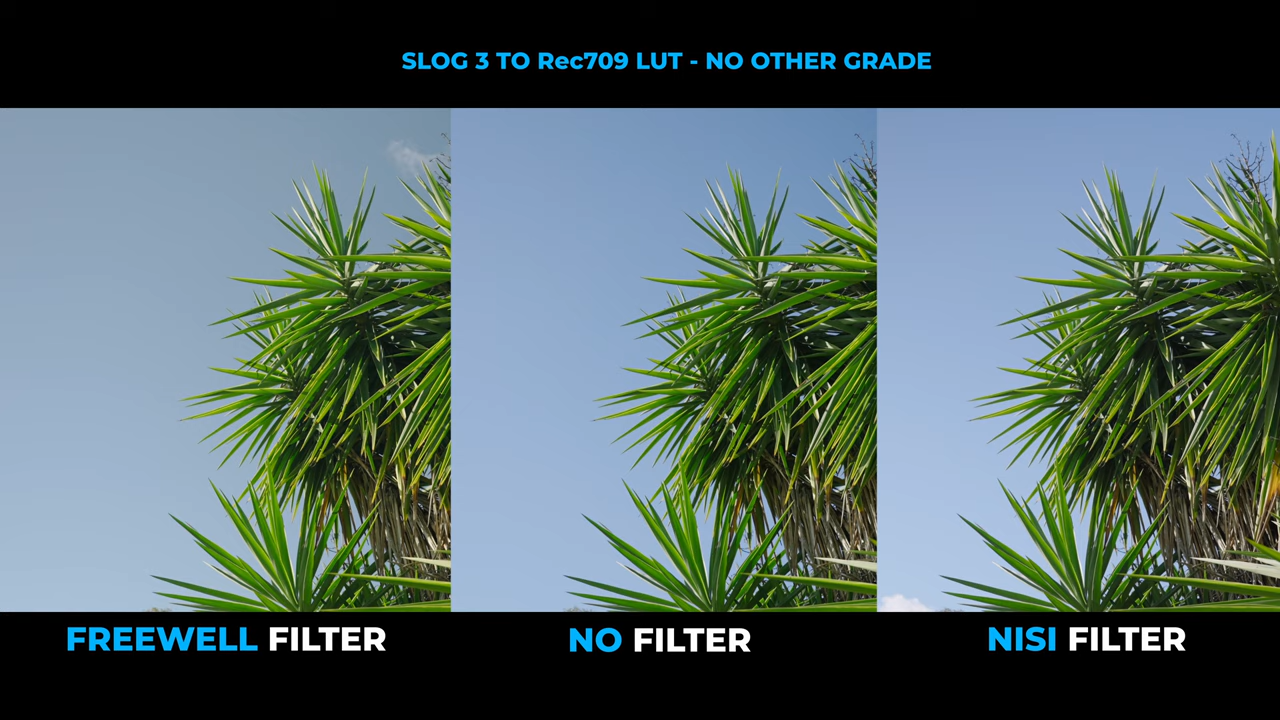 SLOG 3 TO Rec709 LUT - NO OTHER GRADE
FREEWELL FILTER
NO FILTER
NISI FILTER